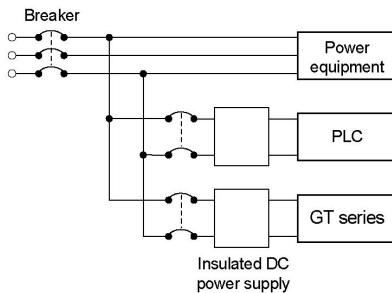 Breaker
Power
equipment
PLC
GT series
Insulated DC
power supply